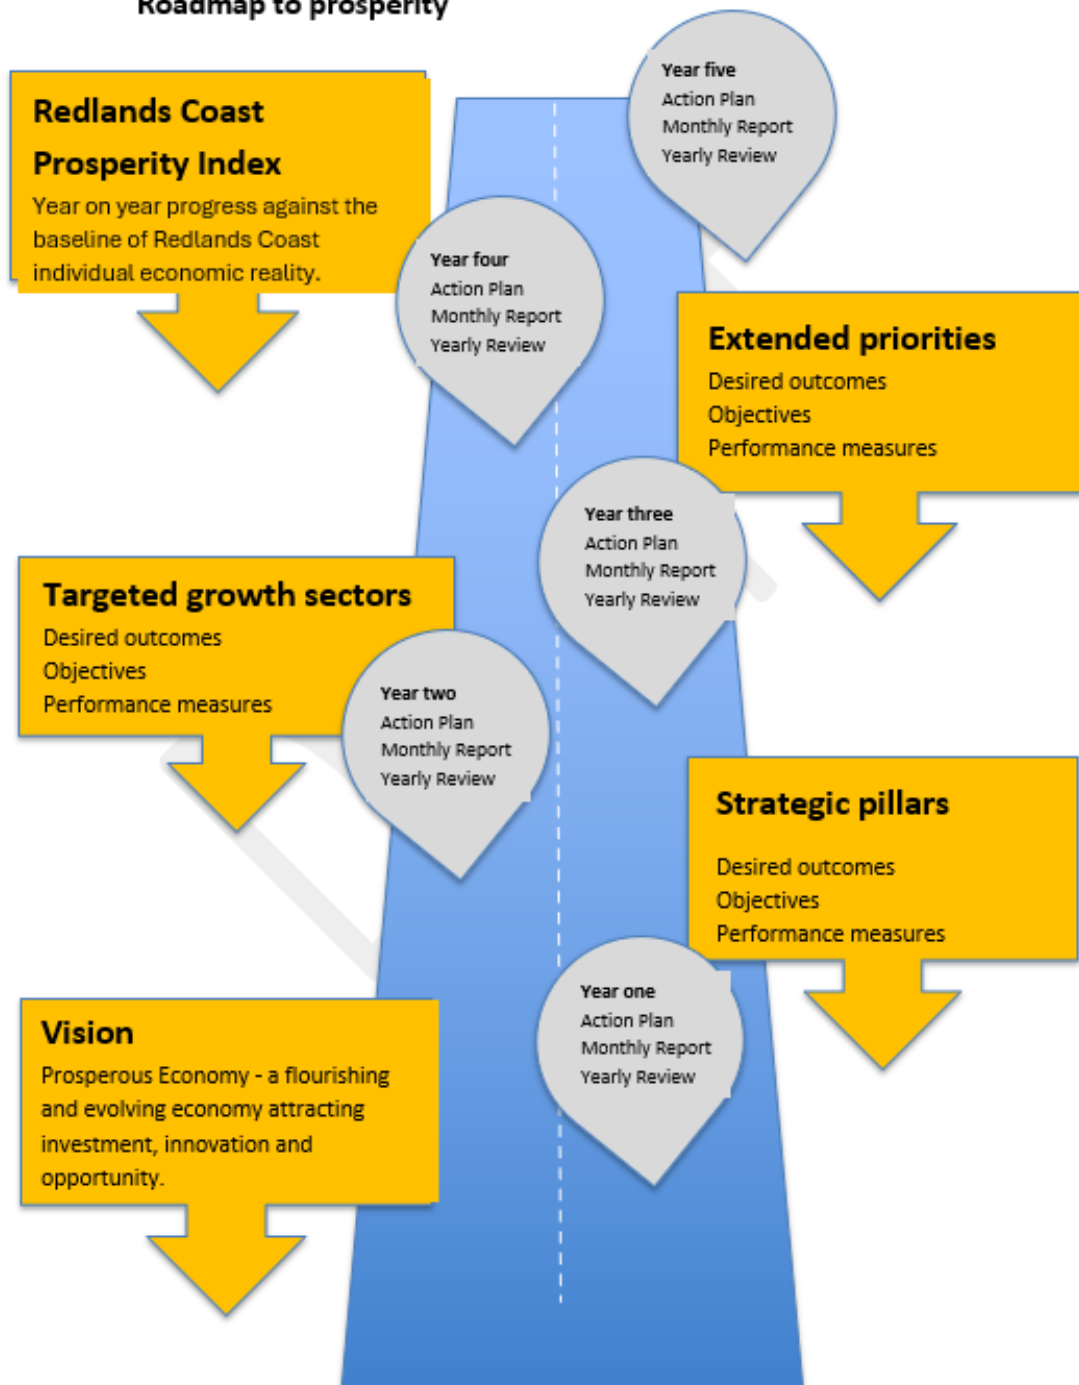 Roadmap to prosperity
Year five
Action Plan
Monthly Report
Yearly Review
Redlands Coast
Prosperity Index
Year on year progress against the
baseline of Redlands Coast
individual economic reality.
Year four
Action Plan
Monthly Report
Yearly Review
Extended priorities
Desired outcomes
Objectives
Performance measures
Year three
Action Plan
Monthly Report
Yearly Review
Targeted growth sectors
Desired outcomes
Objectives
Performance measures
Year two
Action Plan
Monthly Report
Yearly Review
Strategic pillars
Desired outcomes
Objectives
Performance measures
Year one
Action Plan
Monthly Report
Yearly Review
Vision
Prosperous Economy - a flourishing
and evolving economy attracting
investment, innovation and
opportunity.